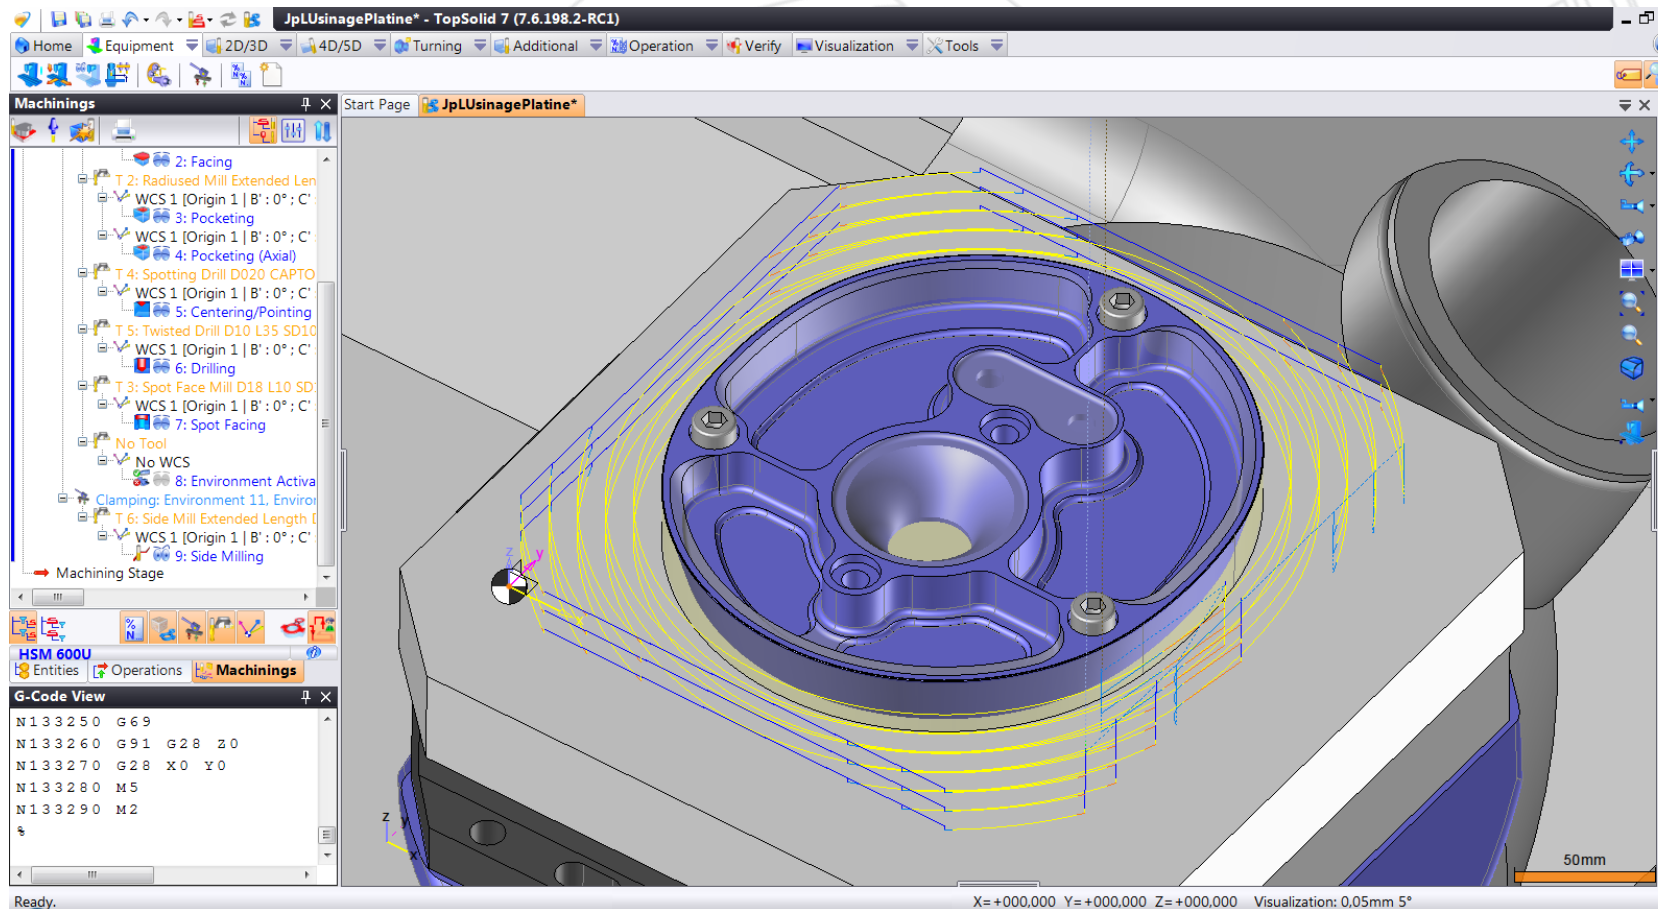 JpLUsinagePlatine* - TopSolid 7 (7.6.198.2-RC1)
Home Equipment 2D/3D 4D/5D Turning Additional Operation Verify Visualization Tools
Machinings
Start Page JpLUsinagePlatine*
2: Facing
T 2: Radiused Mill Extended Len
WCS 1 [Origin 1 | B' : 0° ; C'
3: Pocketing
WCS 1 [Origin 1 | B' : 0° ; C'
4: Pocketing (Axial)
T 4: Spotting Drill D020 CAPTO
WCS 1 [Origin 1 | B' : 0° ; C'
5: Centering/Pointing
T 5: Twisted Drill D10 L35 SD10
WCS 1 [Origin 1 | B' : 0° ; C'
6: Drilling
T 3: Spot Face Mill D18 L10 SD
WCS 1 [Origin 1 | B' : 0° ; C'
7: Spot Facing
No Tool
No WCS
8: Environment Activa
Clamping: Environment 11, Enviror
T 6: Side Mill Extended Length D
WCS 1 [Origin 1 | B' : 0° ; C'
9: Side Milling
Machining Stage
HSM 600U
Entities Operations Machinings
G-Code View
N133250 G69
N133260 G91 G28 Z0
N133270 G28 X0 Y0
N133280 M5
N133290 M2
%
z
y
x
z
y
x
50mm
Ready.
X=+000,000 Y=+000,000 Z=+000,000 Visualization: 0,05mm 5°